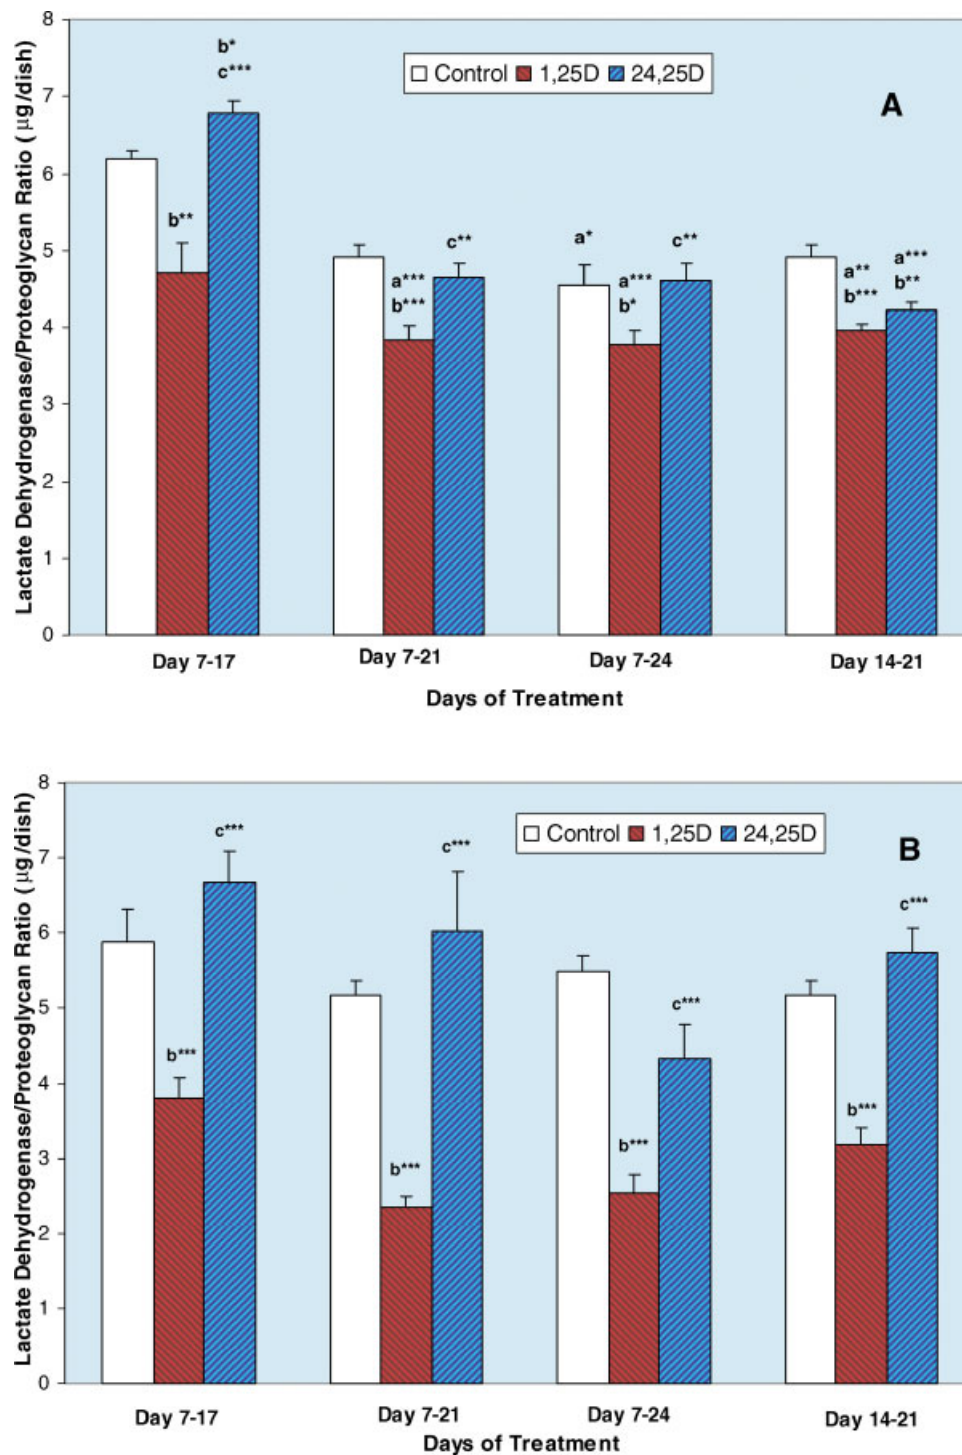 Lactate Dehydrogenase/Proteoglycan Ratio ( μg/dish)
8
7
6
5
4
3
2
1
0
Control 1,25D 24,25D
A
b*
c***
b**
a***
b***
c**
a*
a***
b*
c**
a**
b***
a***
b**
Day 7-17 Day 7-21 Day 7-24 Day 14-21
Days of Treatment
Lactate Dehydrogenase/Proteoglycan Ratio ( μg/dish)
8
7
6
5
4
3
2
1
0
Control 1,25D 24,25D
B
b***
c***
b***
c***
b***
c***
b***
c***
Day 7-17 Day 7-21 Day 7-24 Day 14-21
Days of Treatment